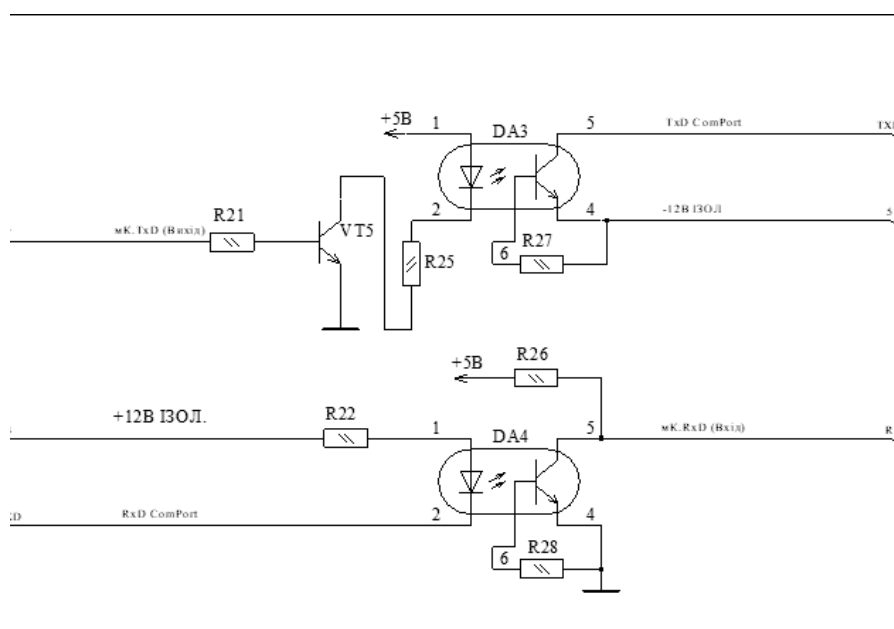 +5В
1
DA3
5
TxD ComPort
2
4
-12В ІЗОЛ
5
R21
мК.TxD (Вихід)
VT5
R25
6
R27
+5В
R26
+12В ІЗОЛ.
R22
1
DA4
5
мК.RxD (Вхід)
R
RxD ComPort
2
4
6
R28